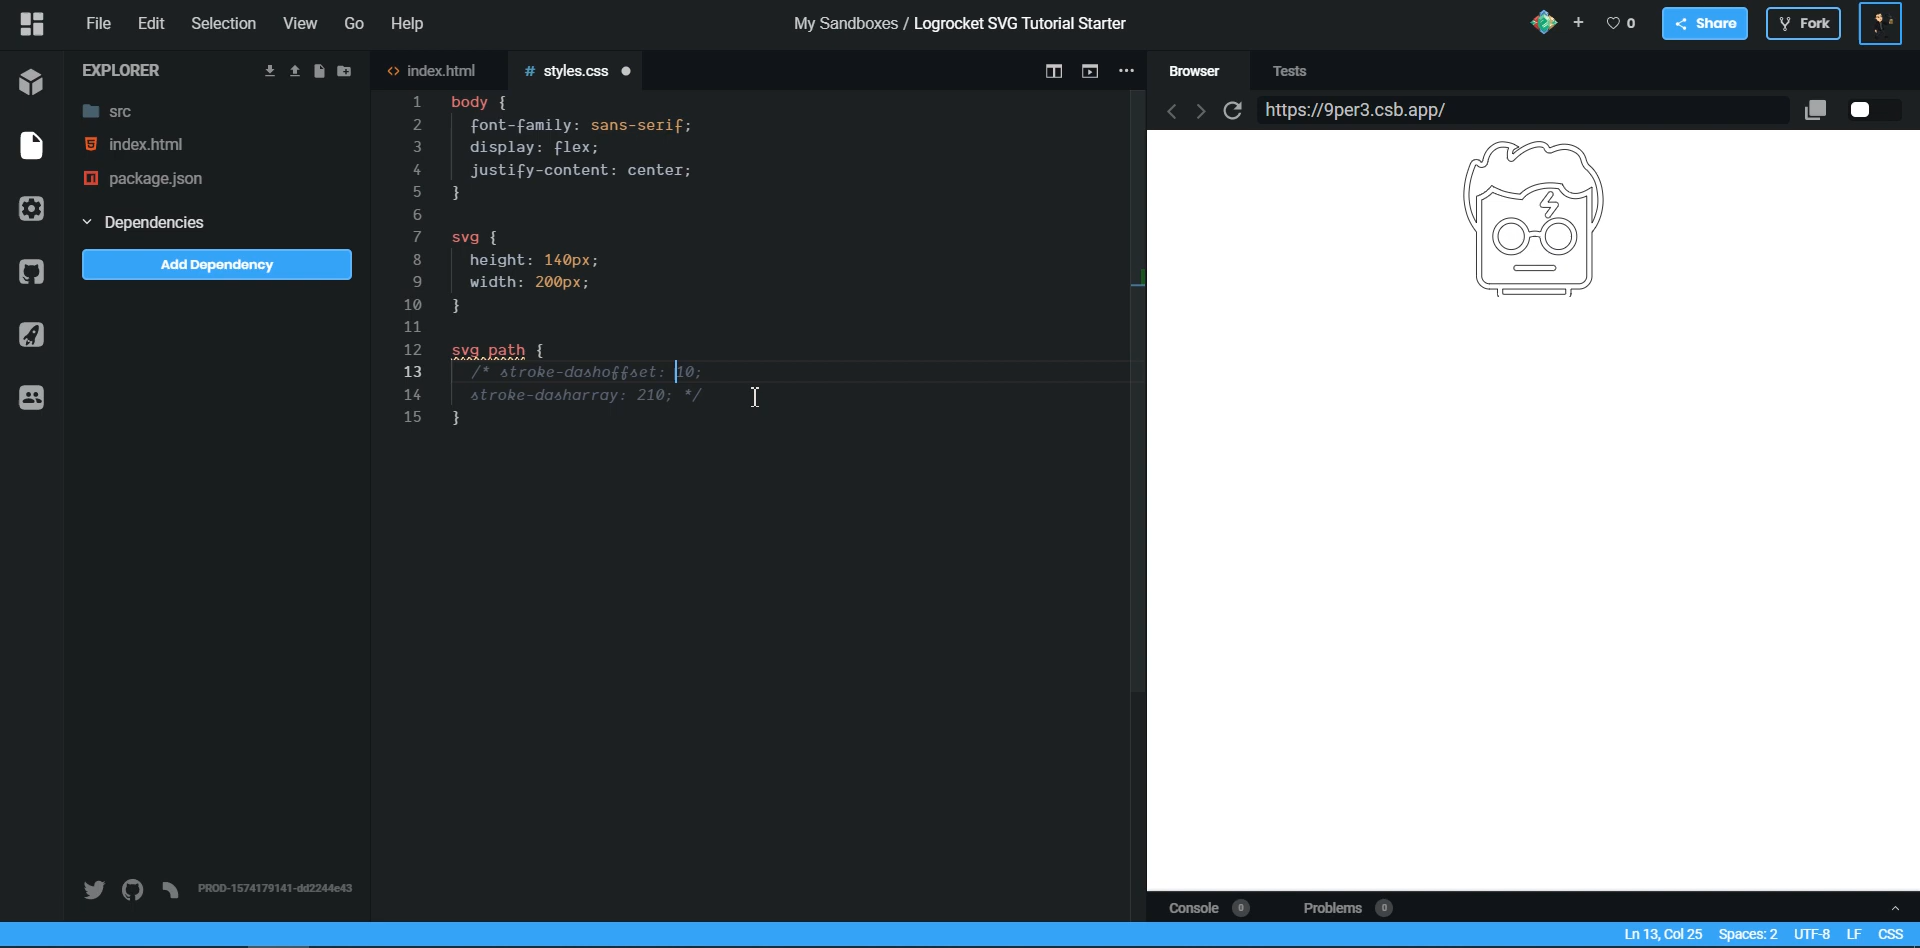 File Edit Selection View Go Help
My Sandboxes / Logrocket SVG Tutorial Starter
0 Share Fork
EXPLORER
src
index.html
package.json
Dependencies
Add Dependency
PROD-1574179141-dd2244e43
index.html # styles.css
1 body {
2 font-family: sans-serif;
3 display: flex;
4 justify-content: center;
5 }
6
7 svg {
8 height: 140px;
9 width: 200px;
10 }
11
12 svg path {
13 /* stroke-dashoffset: 10;
14 stroke-dasharray: 210; */
15 }
Browser Tests
https://9per3.csb.app/
Console 0 Problems 0
Ln 13, Col 25 Spaces: 2 UTF-8 LF CSS